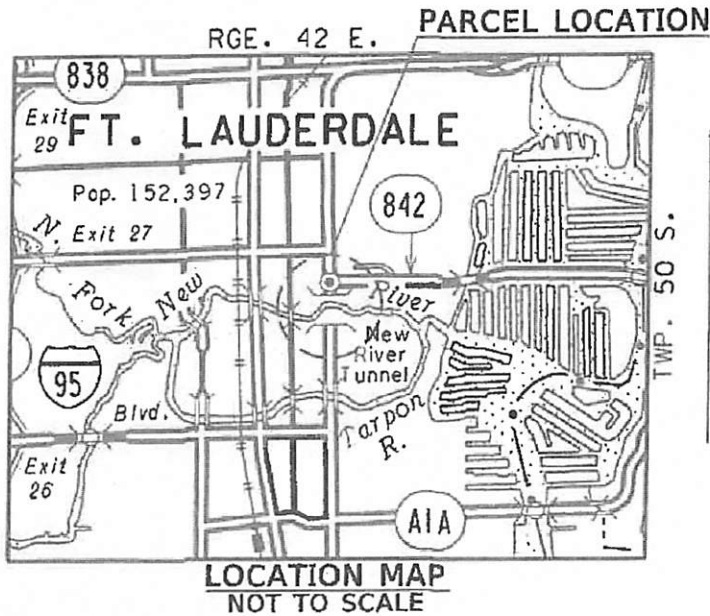 PARCEL LOCATION
RGE. 42 E.
838
Exit
29
FT. LAUDERDALE
Pop. 152,397
842
N. Exit 27
Fork New River
TWP. 50 S.
New
River
Tunnel
95
Blvd.
Tarpon
R.
Exit
26
A1A
LOCATION MAP
NOT TO SCALE